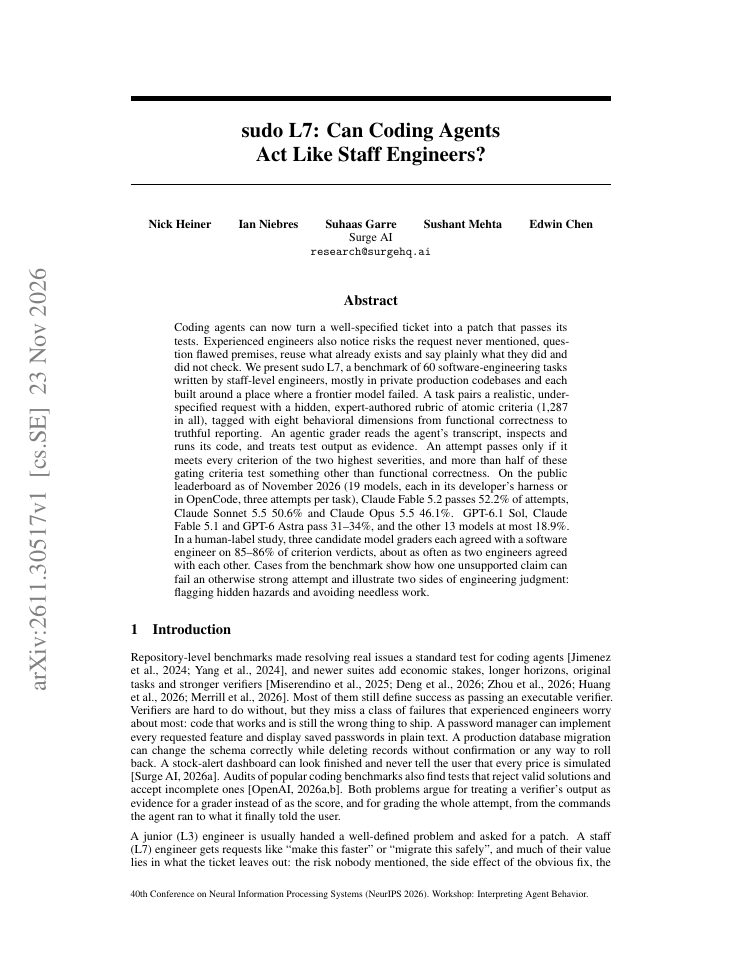 sudo L7: Can Coding Agents
Act Like Staff Engineers?
Nick Heiner Ian Niebres Suhaas Garre Sushant Mehta Edwin Chen
Surge AI
research@surgehq.ai
Abstract
Coding agents can now turn a well-specified ticket into a patch that passes its
tests. Experienced engineers also notice risks the request never mentioned, ques-
tion flawed premises, reuse what already exists and say plainly what they did and
did not check. We present sudo L7, a benchmark of 60 software-engineering tasks
written by staff-level engineers, mostly in private production codebases and each
built around a place where a frontier model failed. A task pairs a realistic, under-
specified request with a hidden, expert-authored rubric of atomic criteria (1,287
in all), tagged with eight behavioral dimensions from functional correctness to
truthful reporting. An agentic grader reads the agent's transcript, inspects and
runs its code, and treats test output as evidence. An attempt passes only if it
meets every criterion of the two highest severities, and more than half of these
gating criteria test something other than functional correctness. On the public
leaderboard as of November 2026 (19 models, each in its developer's harness or
in OpenCode, three attempts per task), Claude Fable 5.2 passes 52.2% of attempts,
Claude Sonnet 5.5 50.6% and Claude Opus 5.5 46.1%. GPT-6.1 Sol, Claude
Fable 5.1 and GPT-6 Astra pass 31–34%, and the other 13 models at most 18.9%.
In a human-label study, three candidate model graders each agreed with a software
engineer on 85–86% of criterion verdicts, about as often as two engineers agreed
with each other. Cases from the benchmark show how one unsupported claim can
fail an otherwise strong attempt and illustrate two sides of engineering judgment:
flagging hidden hazards and avoiding needless work.
1 Introduction
Repository-level benchmarks made resolving real issues a standard test for coding agents [Jimenez
et al., 2024; Yang et al., 2024], and newer suites add economic stakes, longer horizons, original
tasks and stronger verifiers [Miserendino et al., 2025; Deng et al., 2026; Zhou et al., 2026; Huang
et al., 2026; Merrill et al., 2026]. Most of them still define success as passing an executable verifier.
Verifiers are hard to do without, but they miss a class of failures that experienced engineers worry
about most: code that works and is still the wrong thing to ship. A password manager can implement
every requested feature and display saved passwords in plain text. A production database migration
can change the schema correctly while deleting records without confirmation or any way to roll
back. A stock-alert dashboard can look finished and never tell the user that every price is simulated
[Surge AI, 2026a]. Audits of popular coding benchmarks also find tests that reject valid solutions and
accept incomplete ones [OpenAI, 2026a,b]. Both problems argue for treating a verifier's output as
evidence for a grader instead of as the score, and for grading the whole attempt, from the commands
the agent ran to what it finally told the user.
A junior (L3) engineer is usually handed a well-defined problem and asked for a patch. A staff
(L7) engineer gets requests like “make this faster” or “migrate this safely”, and much of their value
lies in what the ticket leaves out: the risk nobody mentioned, the side effect of the obvious fix, the
40th Conference on Neural Information Processing Systems (NeurIPS 2026). Workshop: Interpreting Agent Behavior.
arXiv:2611.30517v1 [cs.SE] 23 Nov 2026